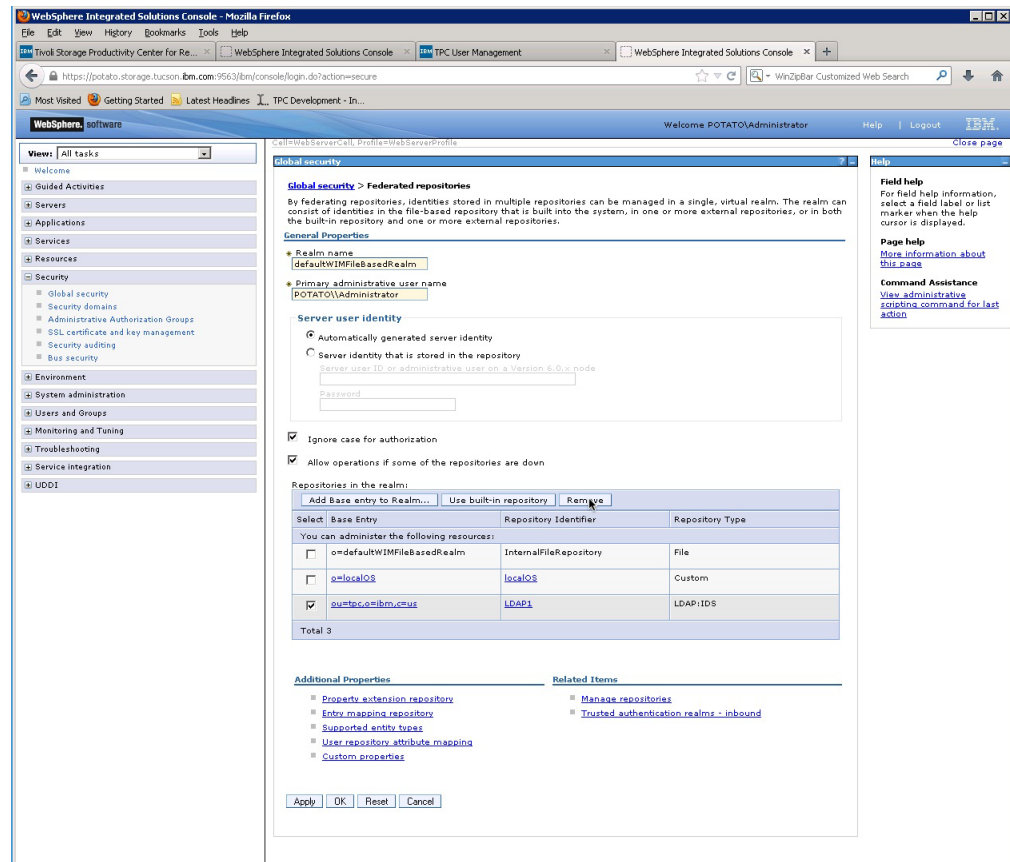 WebSphere Integrated Solutions Console - Mozilla Firefox
File Edit View History Bookmarks Tools Help
IBM Tivoli Storage Productivity Center for Re... × WebSphere Integrated Solutions Console × IBM TPC User Management × WebSphere Integrated Solutions Console × +
https://potato.storage.tucson.ibm.com:9563/ibm/console/login.do?action=secure WinZipBar Customized Web Search
Most Visited Getting Started Latest Headlines TPC Development - In...
WebSphere. software Welcome POTATO\Administrator Help | Logout IBM.
Cell=WebServerCell, Profile=WebServerProfile Close page
View: All tasks
Welcome
Guided Activities
Servers
Applications
Services
Resources
Security
Global security
Security domains
Administrative Authorization Groups
SSL certificate and key management
Security auditing
Bus security
Environment
System administration
Users and Groups
Monitoring and Tuning
Troubleshooting
Service integration
UDDI
Global security ? -
Global security > Federated repositories
By federating repositories, identities stored in multiple repositories can be managed in a single, virtual realm. The realm can
consist of identities in the file-based repository that is built into the system, in one or more external repositories, or in both
the built-in repository and one or more external repositories.
General Properties
* Realm name
defaultWIMFileBasedRealm
* Primary administrative user name
POTATO\\Administrator
Server user identity
Automatically generated server identity
Server identity that is stored in the repository
Server user ID or administrative user on a Version 6.0.x node
Password
Ignore case for authorization
Allow operations if some of the repositories are down
Repositories in the realm:
Add Base entry to Realm... Use built-in repository Remove
Select Base Entry Repository Identifier Repository Type
You can administer the following resources:
o=defaultWIMFileBasedRealm InternalFileRepository File
o=localOS localOS Custom
ou=tpc,o=ibm,c=us LDAP1 LDAP:IDS
Total 3
Additional Properties
Property extension repository
Entry mapping repository
Supported entity types
User repository attribute mapping
Custom properties
Related Items
Manage repositories
Trusted authentication realms - inbound
Apply OK Reset Cancel
Help -
Field help
For field help information,
select a field label or list
marker when the help
cursor is displayed.
Page help
More information about
this page
Command Assistance
View administrative
scripting command for last
action